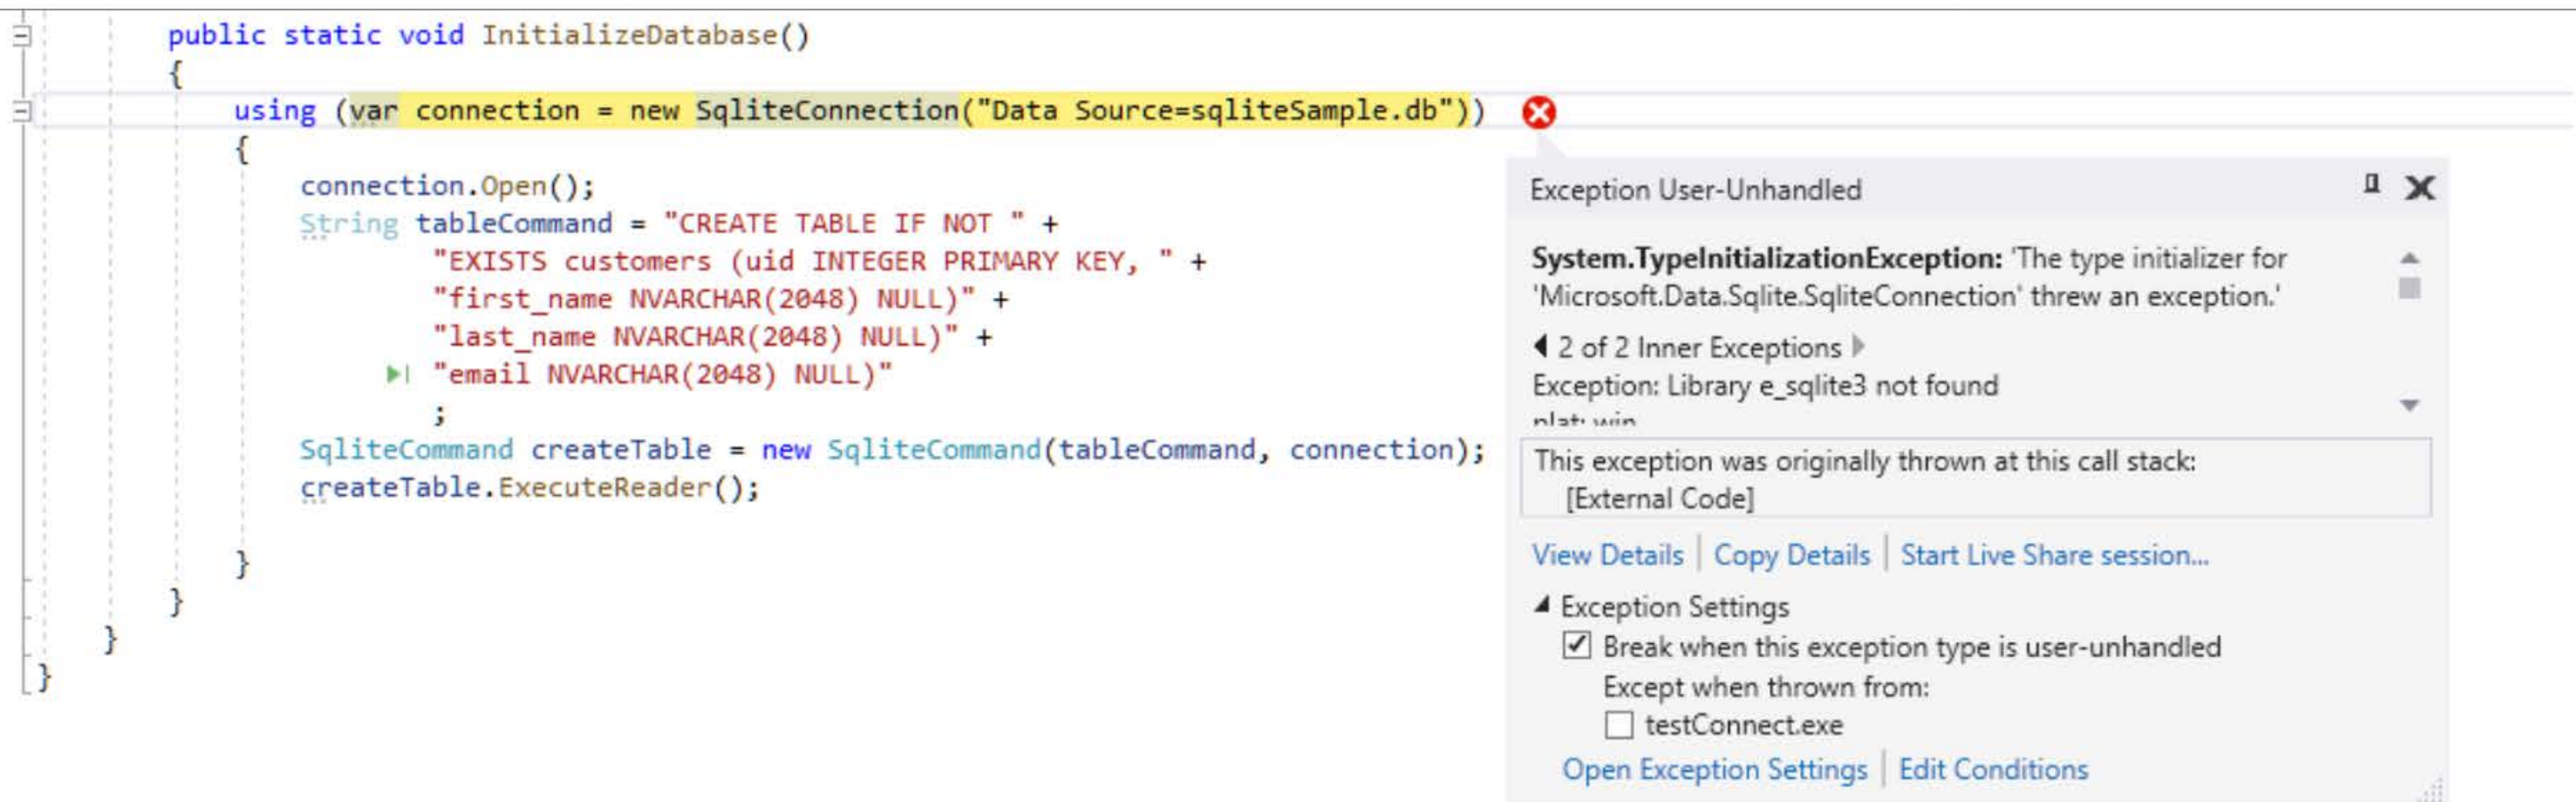 public static void InitializeDatabase()
{
using (var connection = new SqliteConnection("Data Source=sqliteSample.db"))
{
connection.Open();
String tableCommand = "CREATE TABLE IF NOT " +
"EXISTS customers (uid INTEGER PRIMARY KEY, " +
"first_name NVARCHAR(2048) NULL)" +
"last_name NVARCHAR(2048) NULL)" +
"email NVARCHAR(2048) NULL)"
;
SqliteCommand createTable = new SqliteCommand(tableCommand, connection);
createTable.ExecuteReader();
}
}
}
}
Exception User-Unhandled
System.TypeInitializationException: 'The type initializer for
'Microsoft.Data.Sqlite.SqliteConnection' threw an exception.'
2 of 2 Inner Exceptions
Exception: Library e_sqlite3 not found
plat: win
This exception was originally thrown at this call stack:
[External Code]
View Details | Copy Details | Start Live Share session...
Exception Settings
Break when this exception type is user-unhandled
Except when thrown from:
testConnect.exe
Open Exception Settings | Edit Conditions